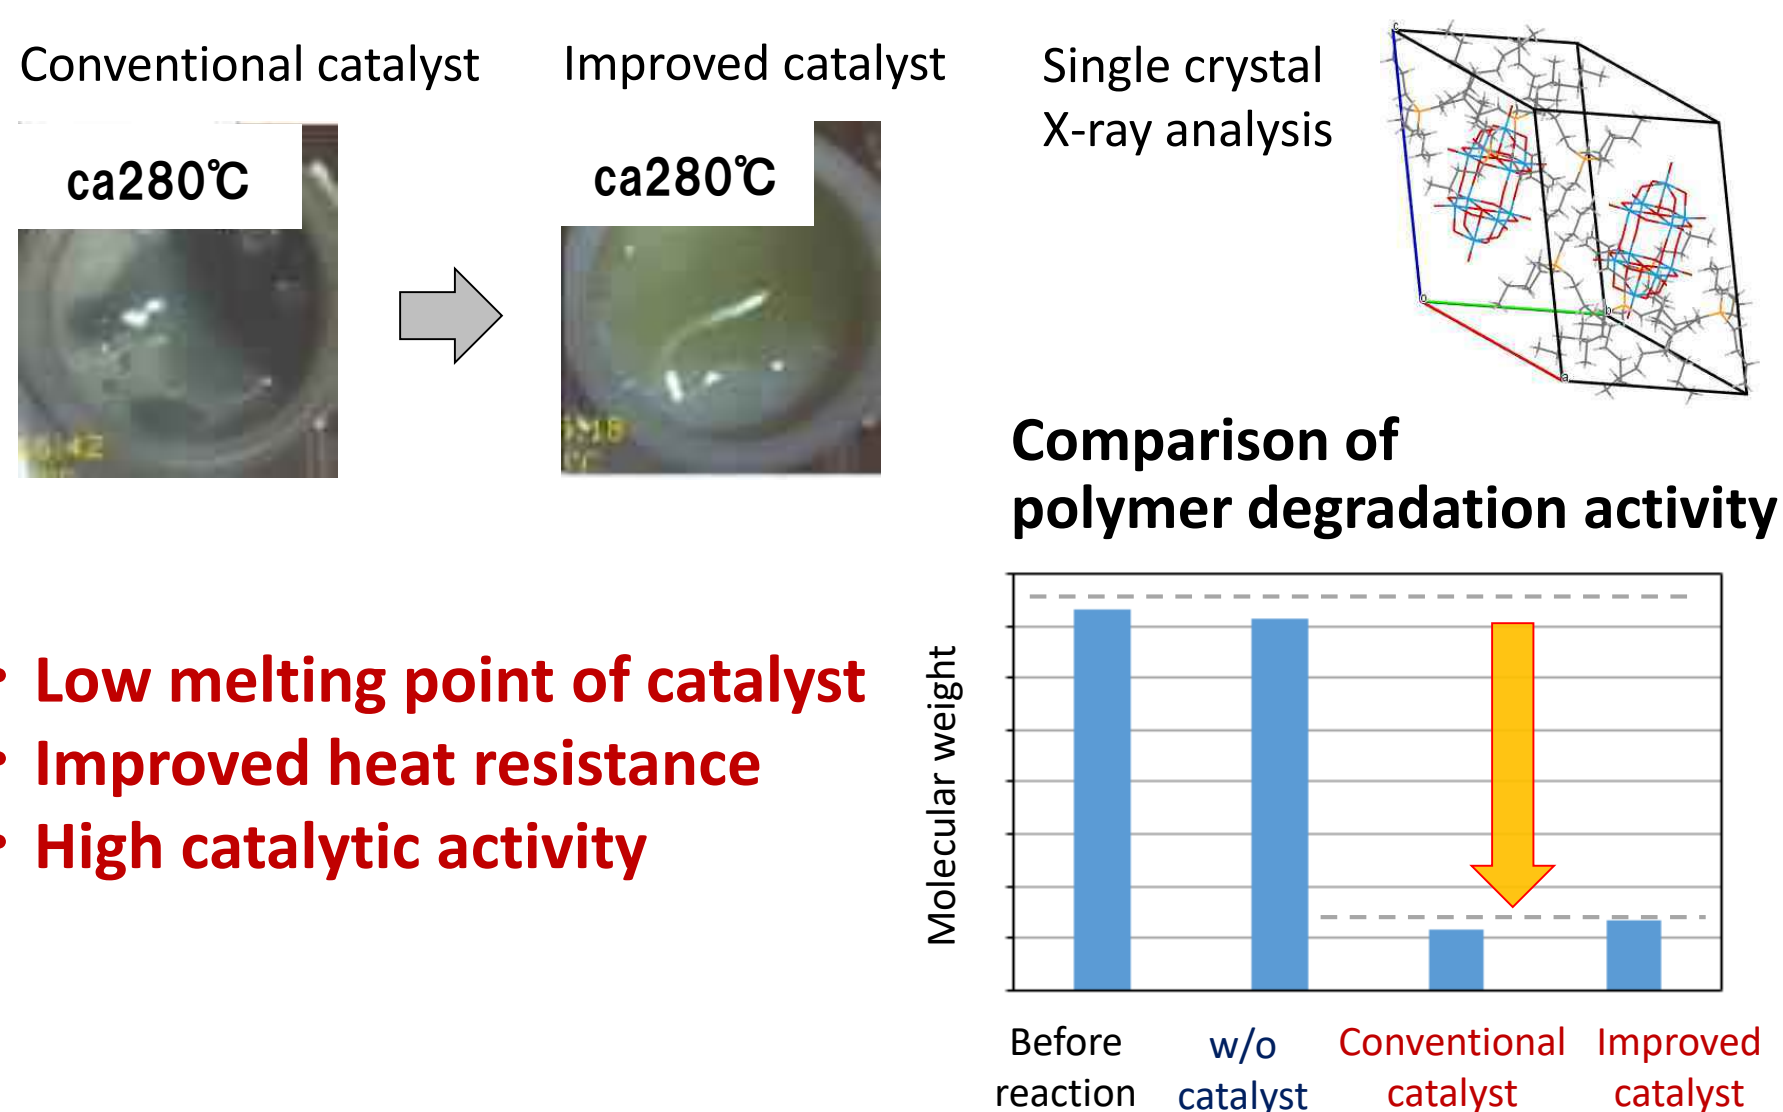 Conventional catalyst
Improved catalyst
ca280℃
ca280℃
:18
Single crystal
X-ray analysis
c
o
b
a
• Low melting point of catalyst
• Improved heat resistance
• High catalytic activity
Comparison of
polymer degradation activity
Molecular weight
Before
reaction
w/o
catalyst
Conventional
catalyst
Improved
catalyst